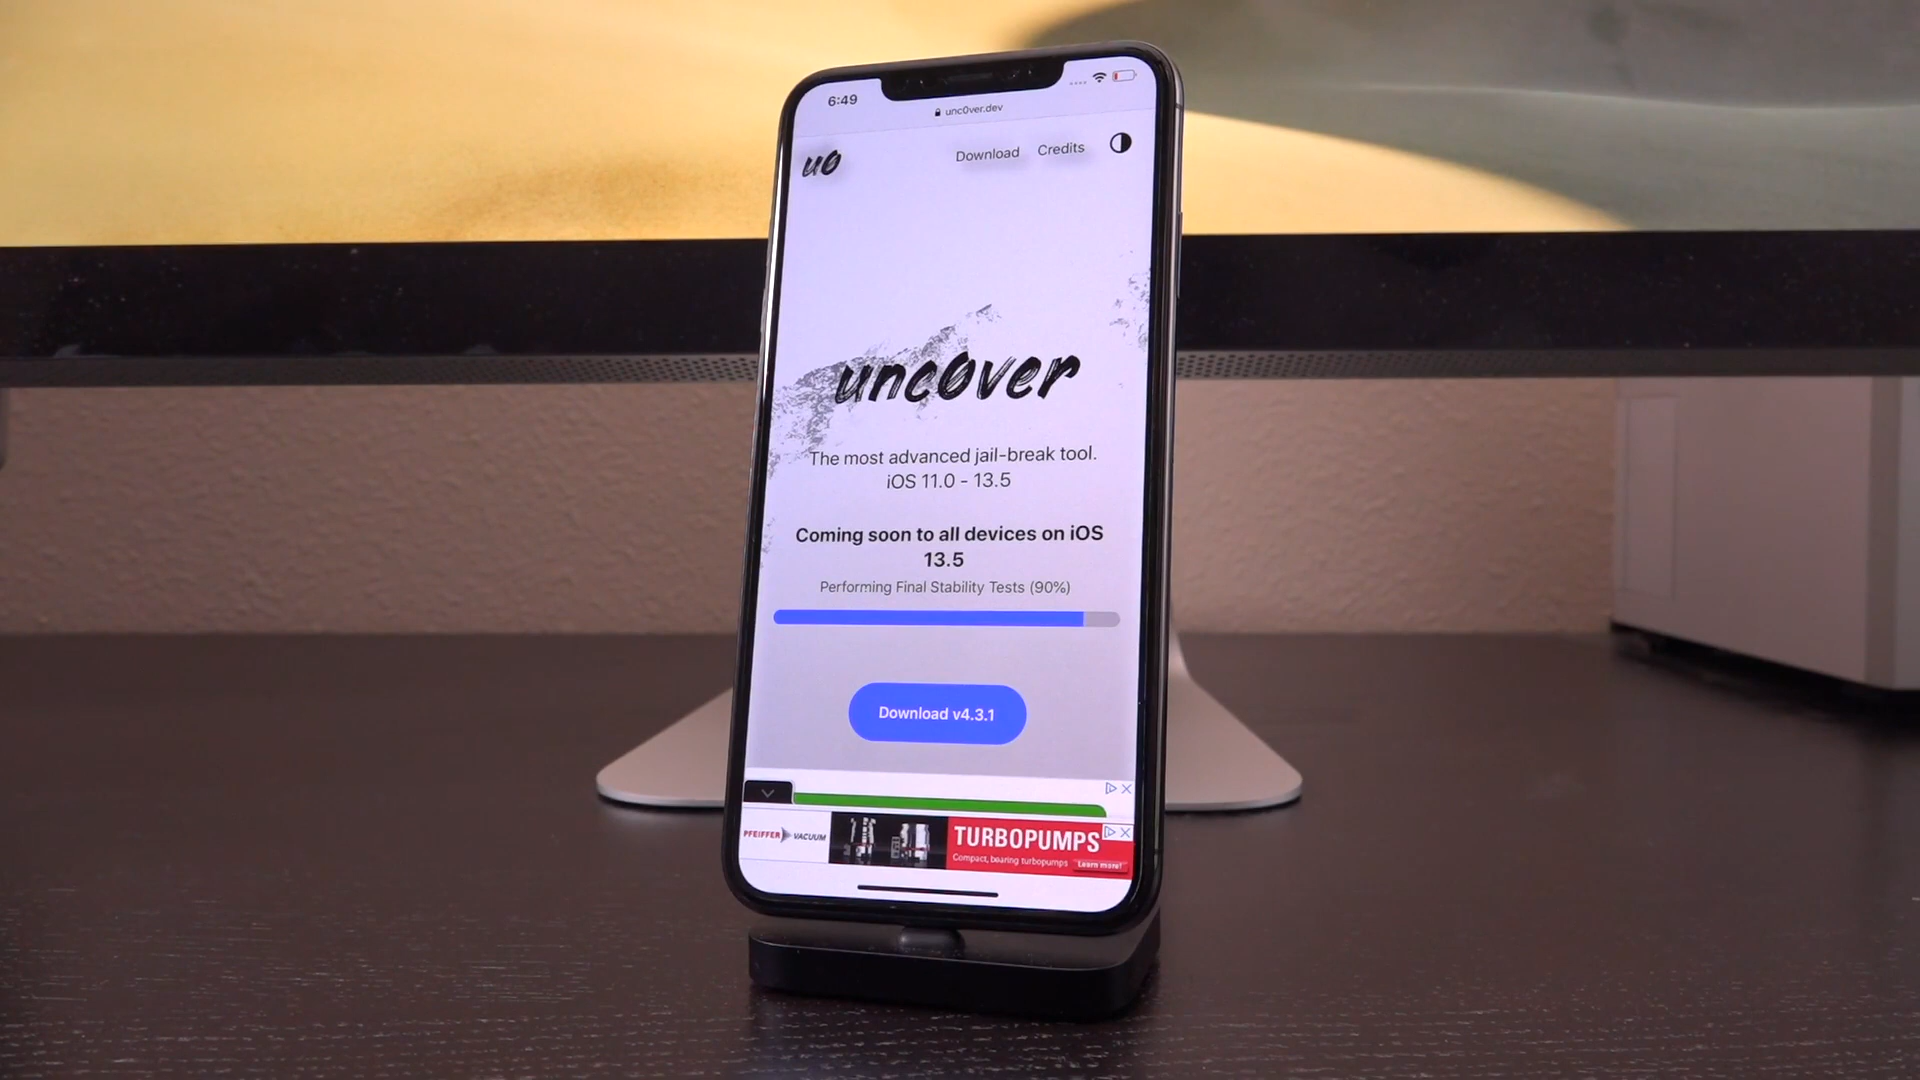 6:49
unc0ver.dev
u0
Download Credits
unc0ver
The most advanced jail-break tool.
iOS 11.0 - 13.5
Coming soon to all devices on iOS
13.5
Performing Final Stability Tests (90%)
Download v4.3.1
PFEIFFER VACUUM
TURBOPUMPS
Compact, bearing turbopumps
Learn more!